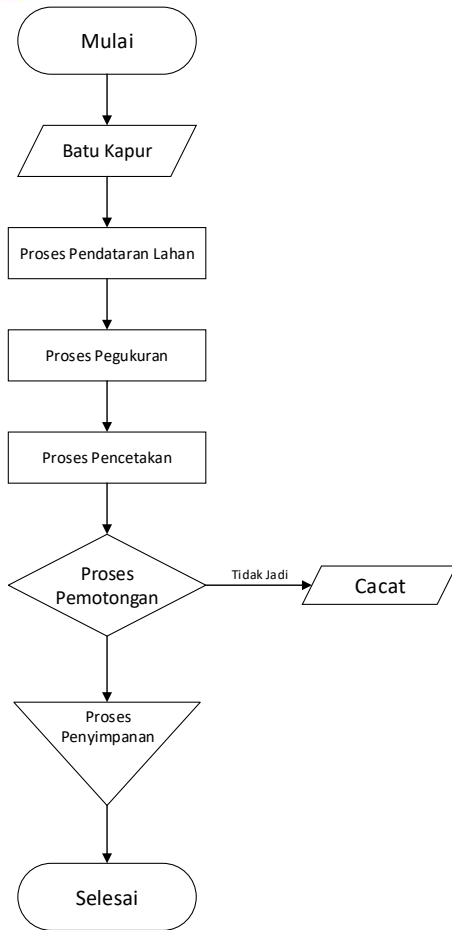 Mulai
Batu Kapur
Proses Pendataran Lahan
Proses Pegukuran
Proses Pencetakan
Proses
Pemotongan
Tidak Jadi
Cacat
Proses
Penyimpanan
Selesai